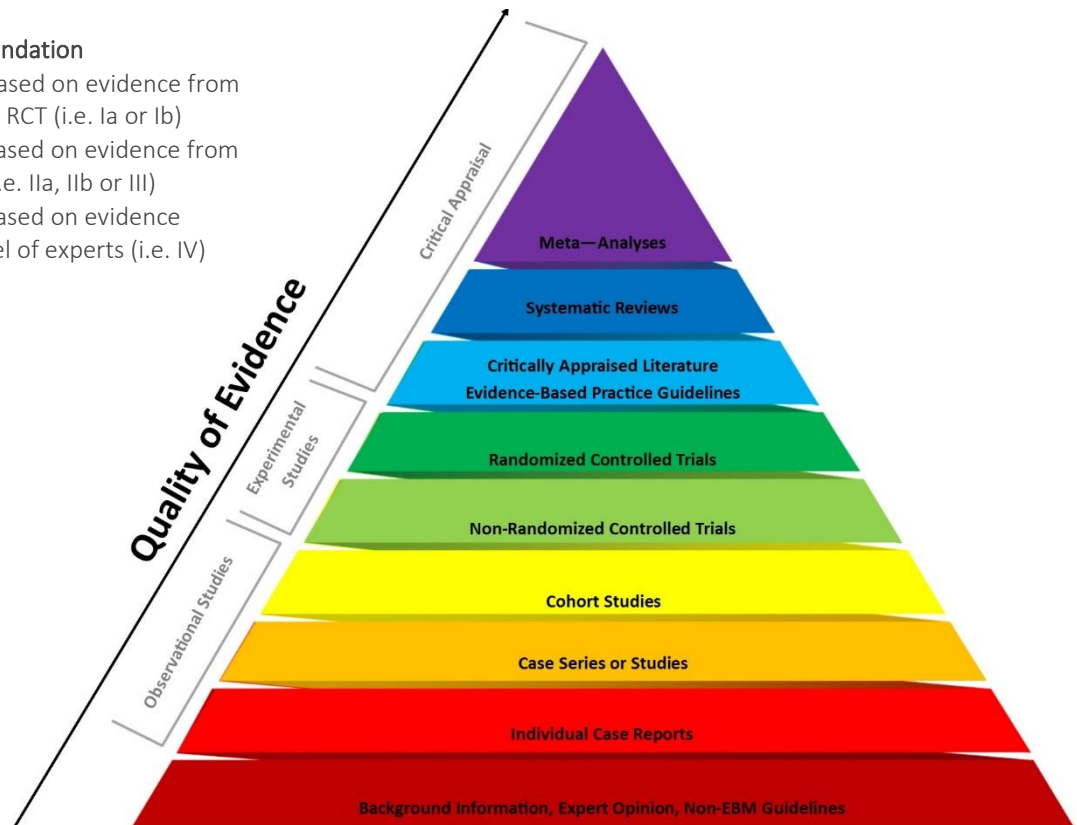 ndation
ased on evidence from
RCT (i.e. Ia or Ib)
ased on evidence from
.e. IIa, IIb or III)
ased on evidence
el of experts (i.e. IV)
Quality of Evidence
Critical Appraisal
Experimental
Studies
Observational Studies
Meta—Analyses
Systematic Reviews
Critically Appraised Literature
Evidence-Based Practice Guidelines
Randomized Controlled Trials
Non-Randomized Controlled Trials
Cohort Studies
Case Series or Studies
Individual Case Reports
Background Information, Expert Opinion, Non-EBM Guidelines